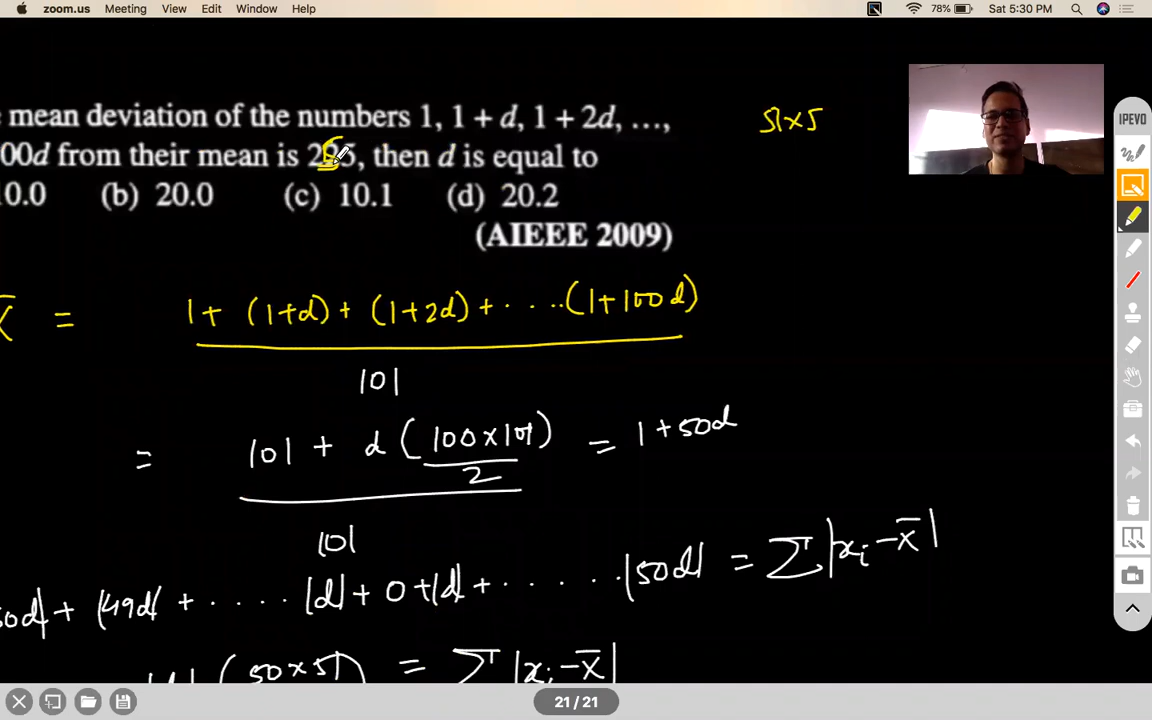 zoom.us Meeting View Edit Window Help 78% Sat 5:30 PM
mean deviation of the numbers 1, 1 + d, 1 + 2d, ...,
51×5
00d from their mean is 255, then d is equal to
0.0 (b) 20.0 (c) 10.1 (d) 20.2
(AIEEE 2009)
IPEVO
x̄ = 1+ (1+d) + (1+2d) + · · · · (1+100d)
101
= 101 + d (100×101) = 1+50d
2
101
50d| + |49d| + · · · · |d| + 0 + |d| + · · · · · · |50d| = Σ|xᵢ - x̄|
(50×51) = Σ|xᵢ - x̄|
21 / 21